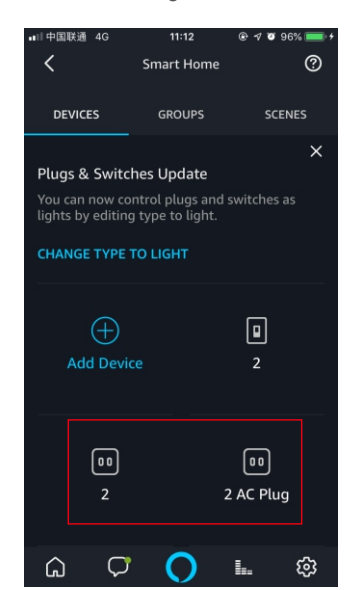 中国联通 4G 11:12 96%
Smart Home
DEVICES GROUPS SCENES
Plugs & Switches Update
You can now control plugs and switches as
lights by editing type to light.
CHANGE TYPE TO LIGHT
Add Device 2
2 2 AC Plug